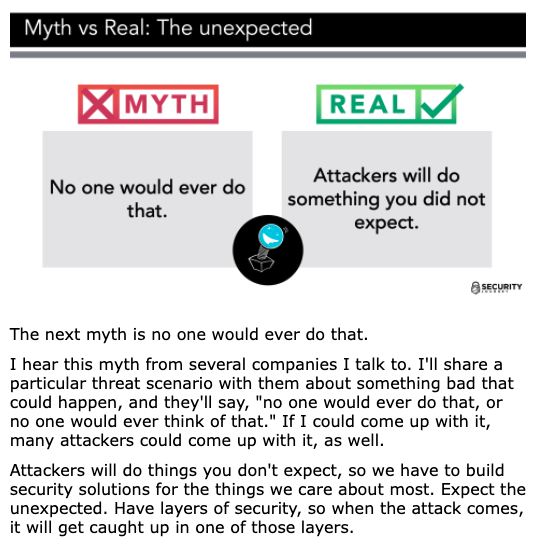 Myth vs Real: The unexpected
MYTH
REAL
No one would ever do
that.
Attackers will do
something you did not
expect.
SECURITY
JOURNEY
The next myth is no one would ever do that.
I hear this myth from several companies I talk to. I'll share a
particular threat scenario with them about something bad that
could happen, and they'll say, "no one would ever do that, or
no one would ever think of that." If I could come up with it,
many attackers could come up with it, as well.
Attackers will do things you don't expect, so we have to build
security solutions for the things we care about most. Expect the
unexpected. Have layers of security, so when the attack comes,
it will get caught up in one of those layers.